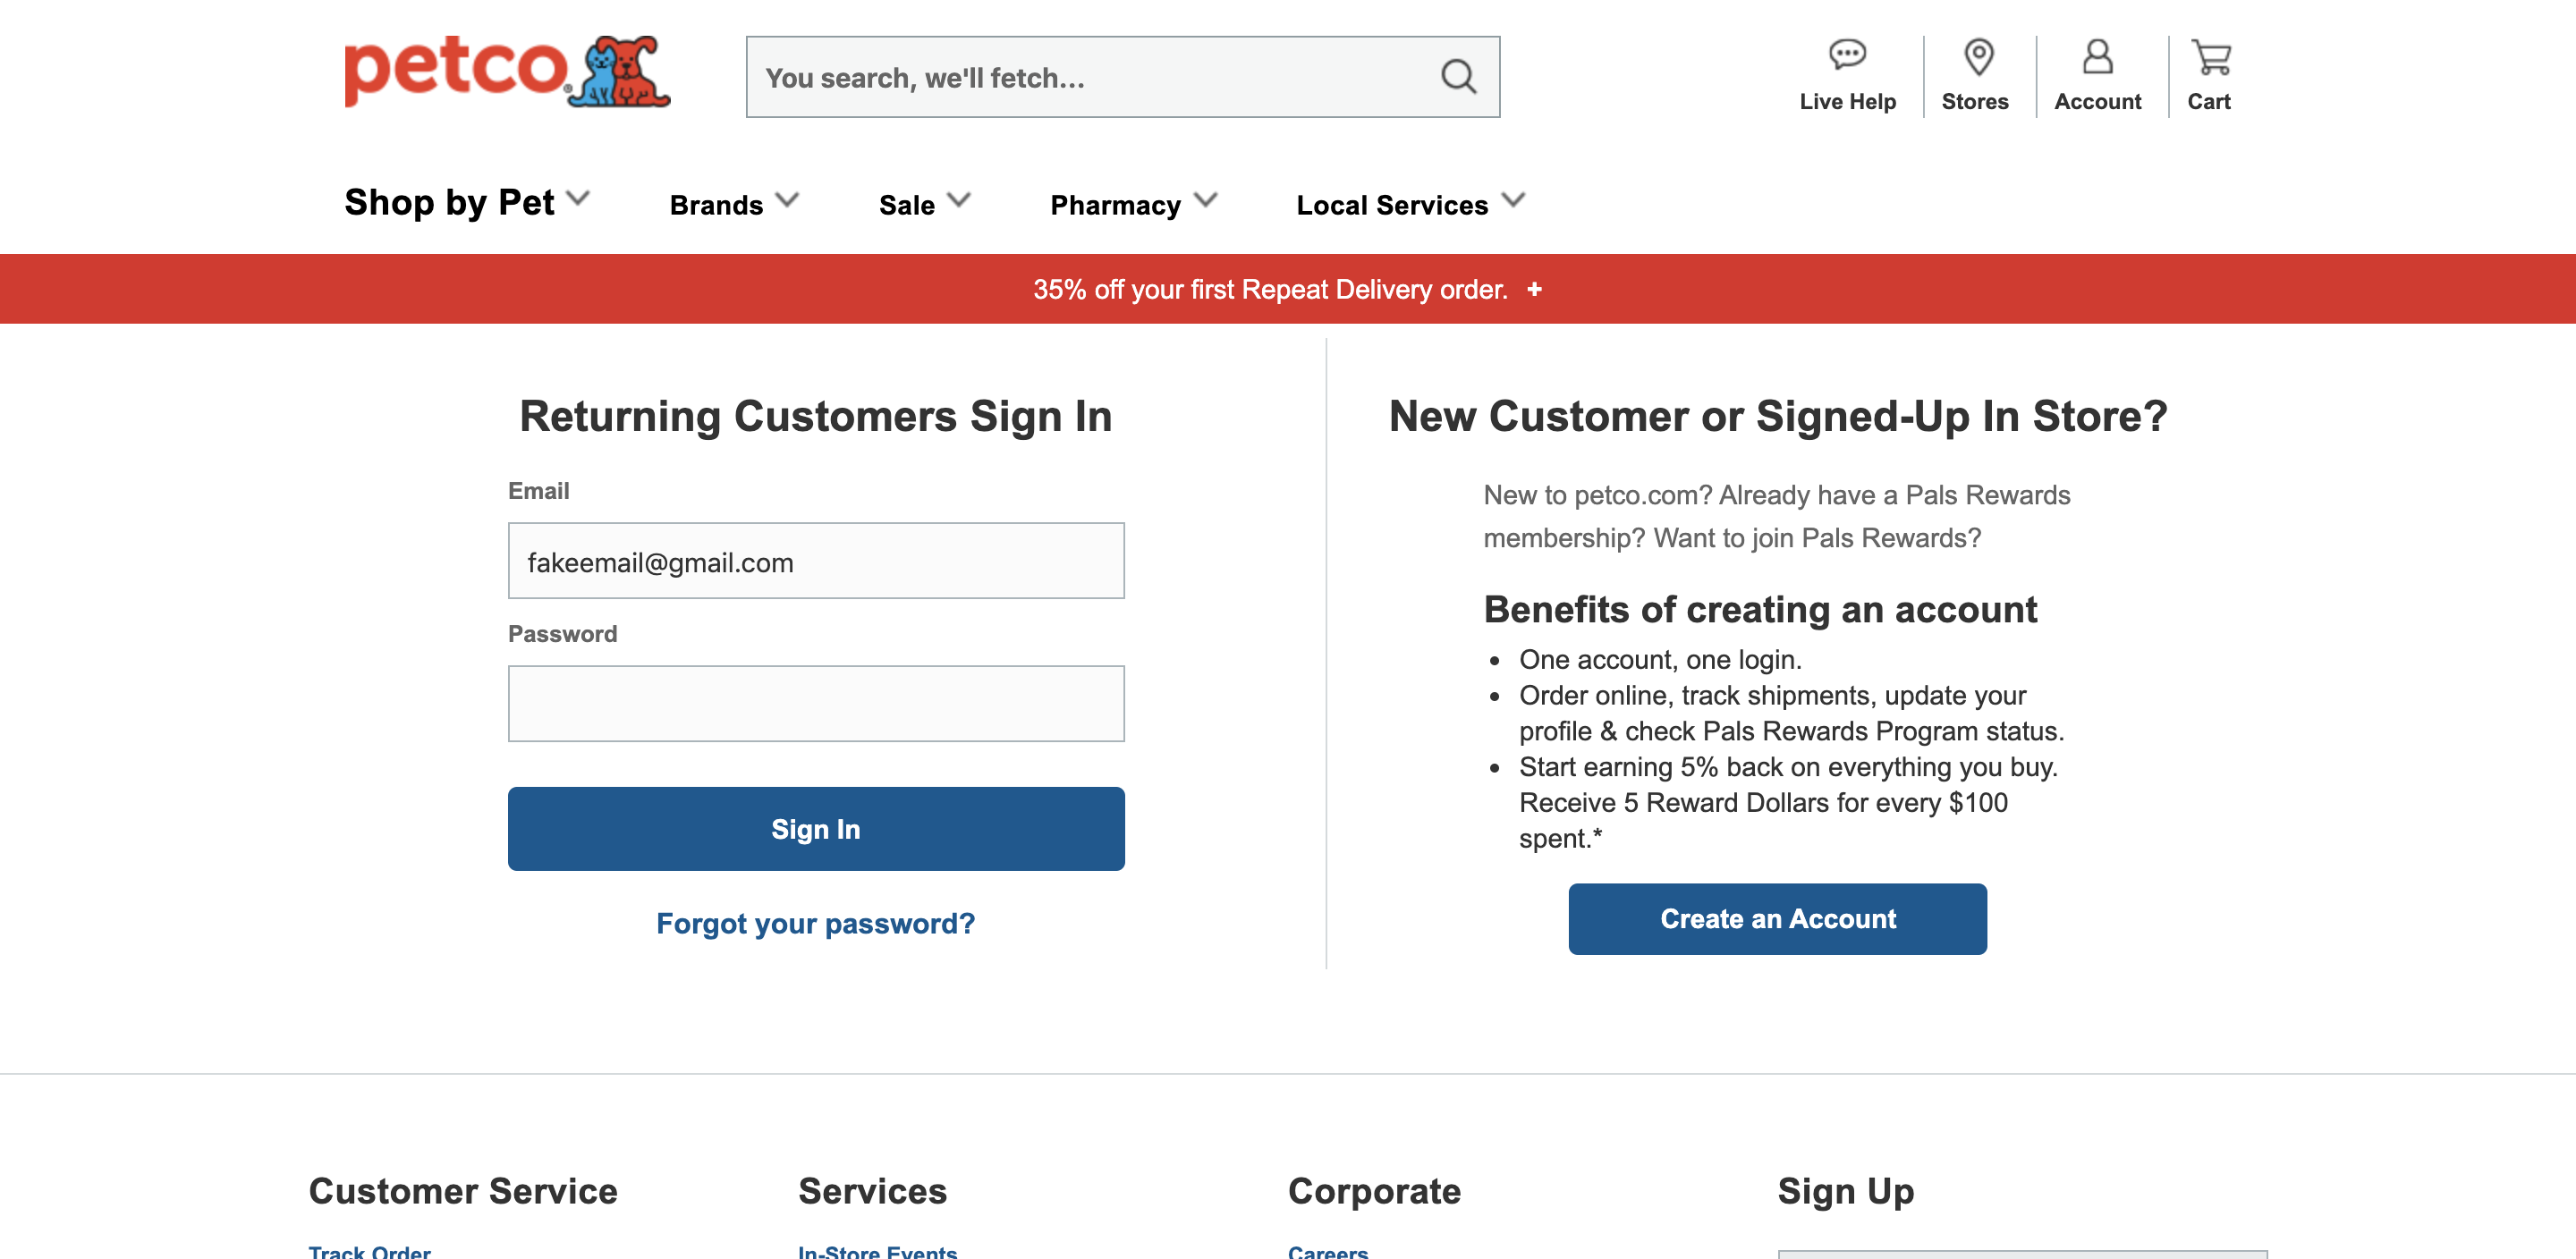 petco
You search, we'll fetch...
Live Help
Stores
Account
Cart
Shop by Pet
Brands
Sale
Pharmacy
Local Services
35% off your first Repeat Delivery order. +
Returning Customers Sign In
Email
fakeemail@gmail.com
Password
Sign In
Forgot your password?
New Customer or Signed-Up In Store?
New to petco.com? Already have a Pals Rewards
membership? Want to join Pals Rewards?
Benefits of creating an account
• One account, one login.
• Order online, track shipments, update your
profile & check Pals Rewards Program status.
• Start earning 5% back on everything you buy.
Receive 5 Reward Dollars for every $100
spent.*
Create an Account
Customer Service
Track Order
Services
In-Store Events
Corporate
Careers
Sign Up